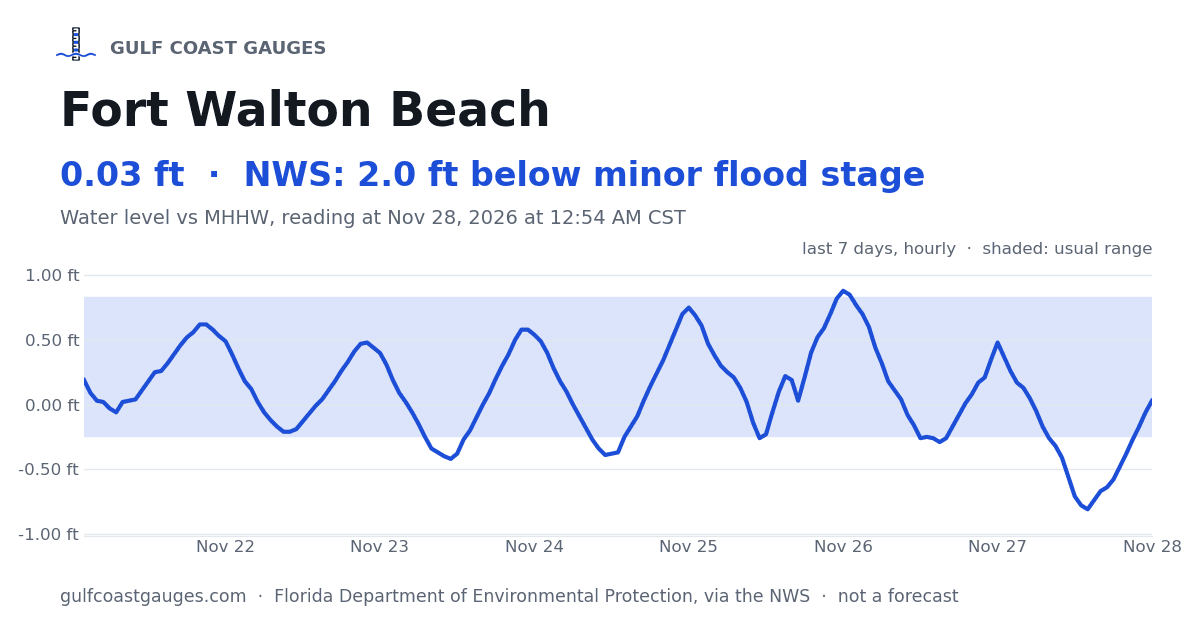 GULF COAST GAUGES
Fort Walton Beach
0.03 ft · NWS: 2.0 ft below minor flood stage
Water level vs MHHW, reading at Nov 28, 2026 at 12:54 AM CST
last 7 days, hourly · shaded: usual range
1.00 ft
0.50 ft
0.00 ft
-0.50 ft
-1.00 ft
Nov 22 Nov 23 Nov 24 Nov 25 Nov 26 Nov 27 Nov 28
gulfcoastgauges.com · Florida Department of Environmental Protection, via the NWS · not a forecast